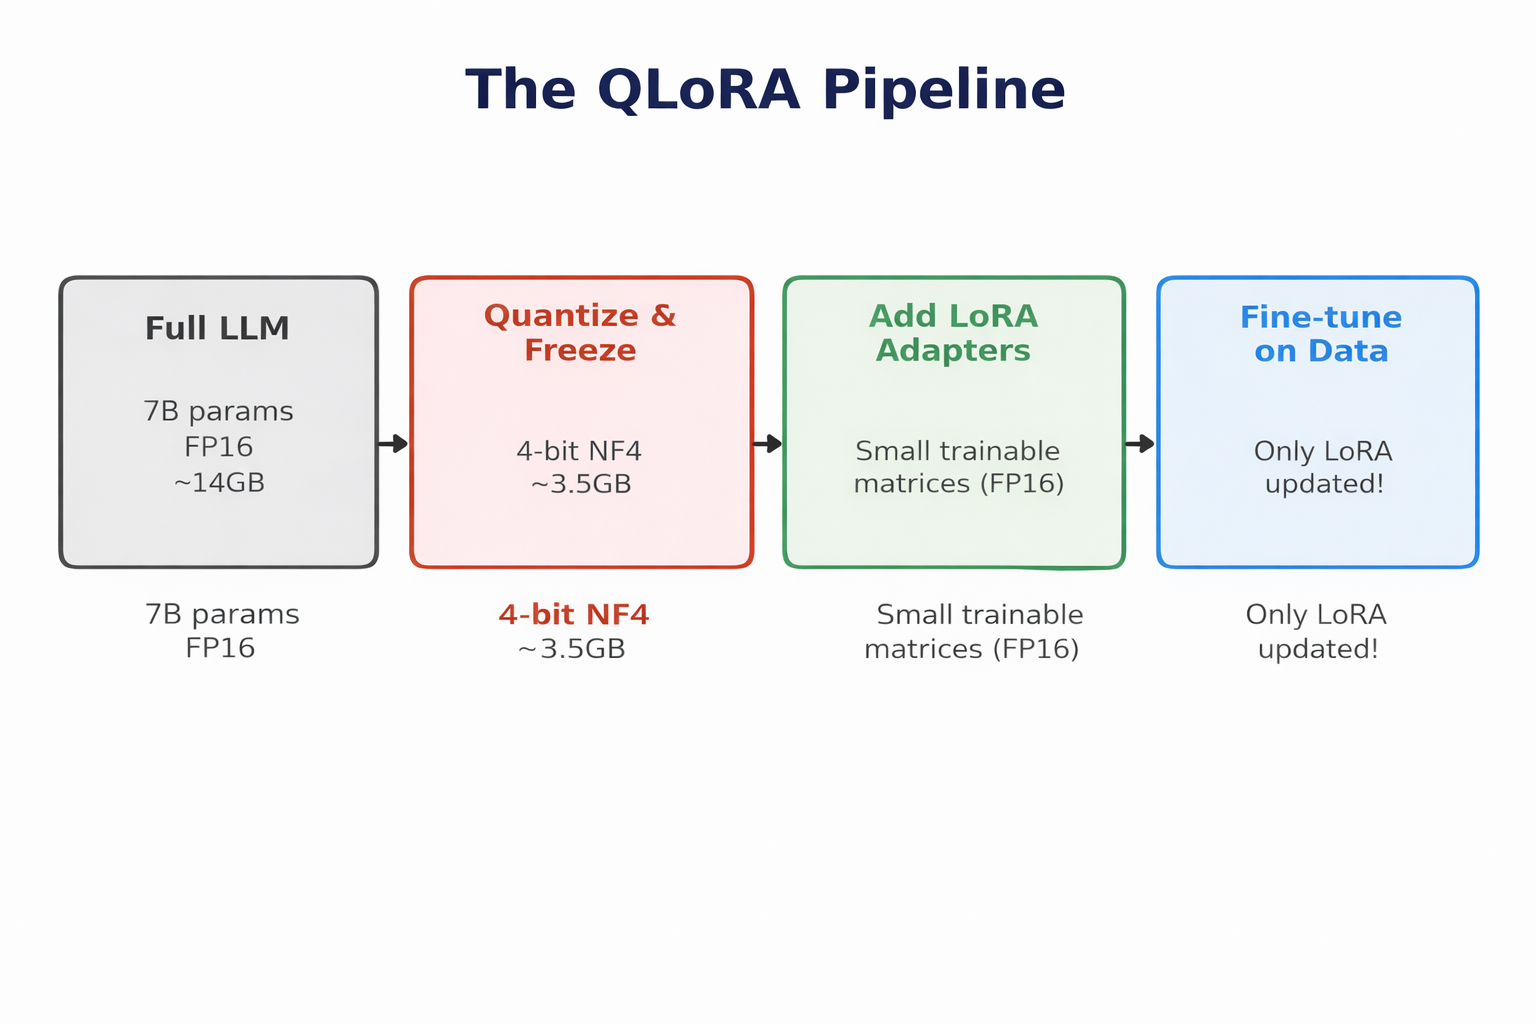 The QLoRA Pipeline
Full LLM
7B params
FP16
~14GB
Quantize &
Freeze
4-bit NF4
~3.5GB
Add LoRA
Adapters
Small trainable
matrices (FP16)
Fine-tune
on Data
Only LoRA
updated!
7B params
FP16
4-bit NF4
~3.5GB
Small trainable
matrices (FP16)
Only LoRA
updated!